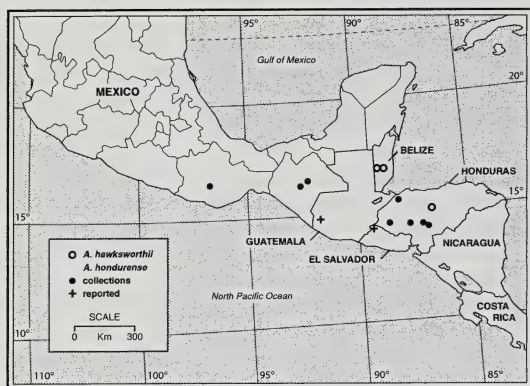 95° 90° 85°
Gulf of Mexico
20°
MEXICO
BELIZE
HONDURAS
15°
15°
GUATEMALA
NICARAGUA
EL SALVADOR
A. hawksworthii
A. hondurense
collections
+ reported
SCALE
0 Km 300
North Pacific Ocean
COSTA
RICA
10°
110° 105° 100° 95° 90° 85°